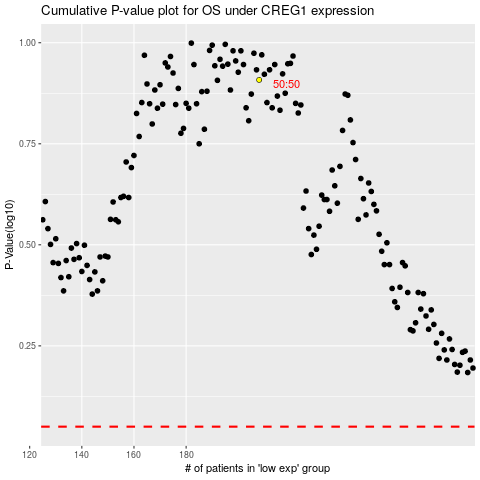 Cumulative P-value plot for OS under CREG1 expression
P-Value(log10)
1.00
0.75
0.50
0.25
50:50
120 140 160 180
# of patients in 'low exp' group